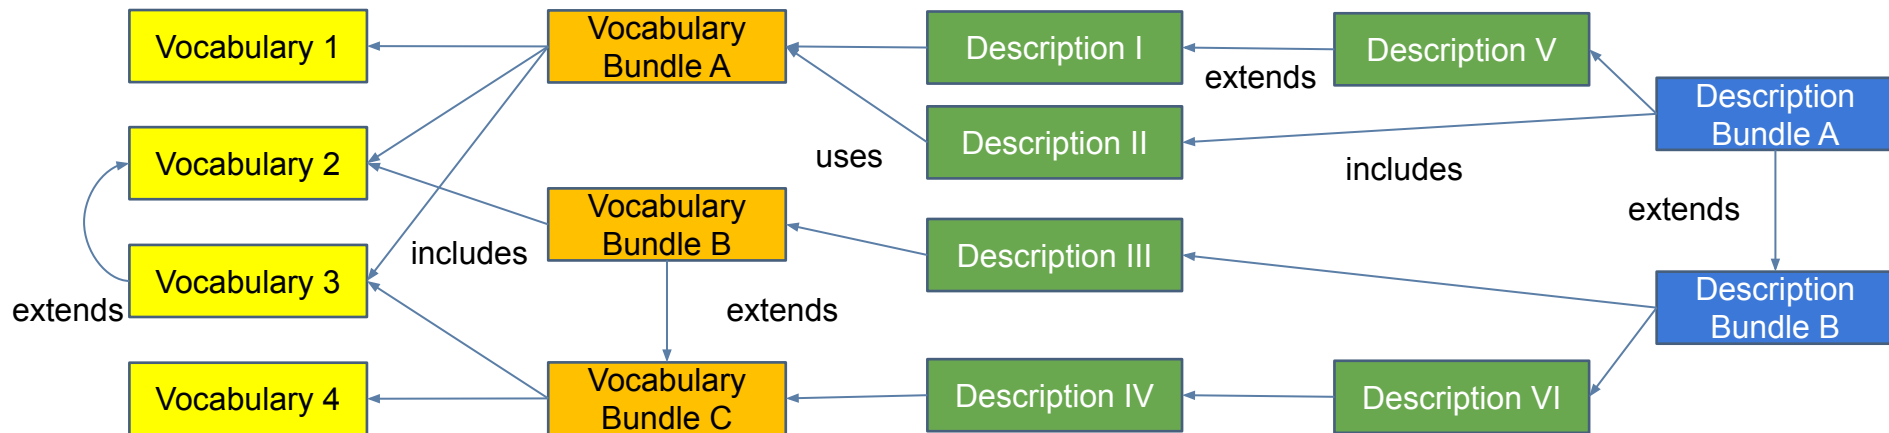 Vocabulary 1
Vocabulary
Bundle A
Description I
Description V
extends
Description
Bundle A
Vocabulary 2
uses
Description II
includes
Vocabulary
Bundle B
extends
Description III
includes
Vocabulary 3
extends
extends
Description
Bundle B
Vocabulary 4
Vocabulary
Bundle C
Description IV
Description VI